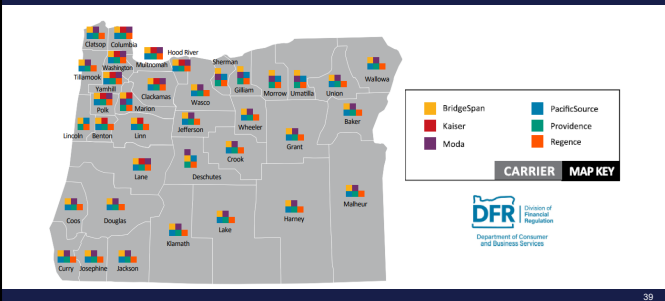 Clatsop
Columbia
Hood River
Multnomah
Washington
Tillamook
Yamhill
Polk
Marion
Clackamas
Wasco
Sherman
Gilliam
Morrow
Umatilla
Union
Wallowa
Lincoln
Benton
Linn
Jefferson
Wheeler
Baker
Grant
Crook
Lane
Deschutes
Malheur
Coos
Douglas
Harney
Lake
Klamath
Curry
Josephine
Jackson
BridgeSpan
Kaiser
Moda
PacificSource
Providence
Regence
CARRIER MAP KEY
DFR
Division of
Financial
Regulation
Department of Consumer
and Business Services
39